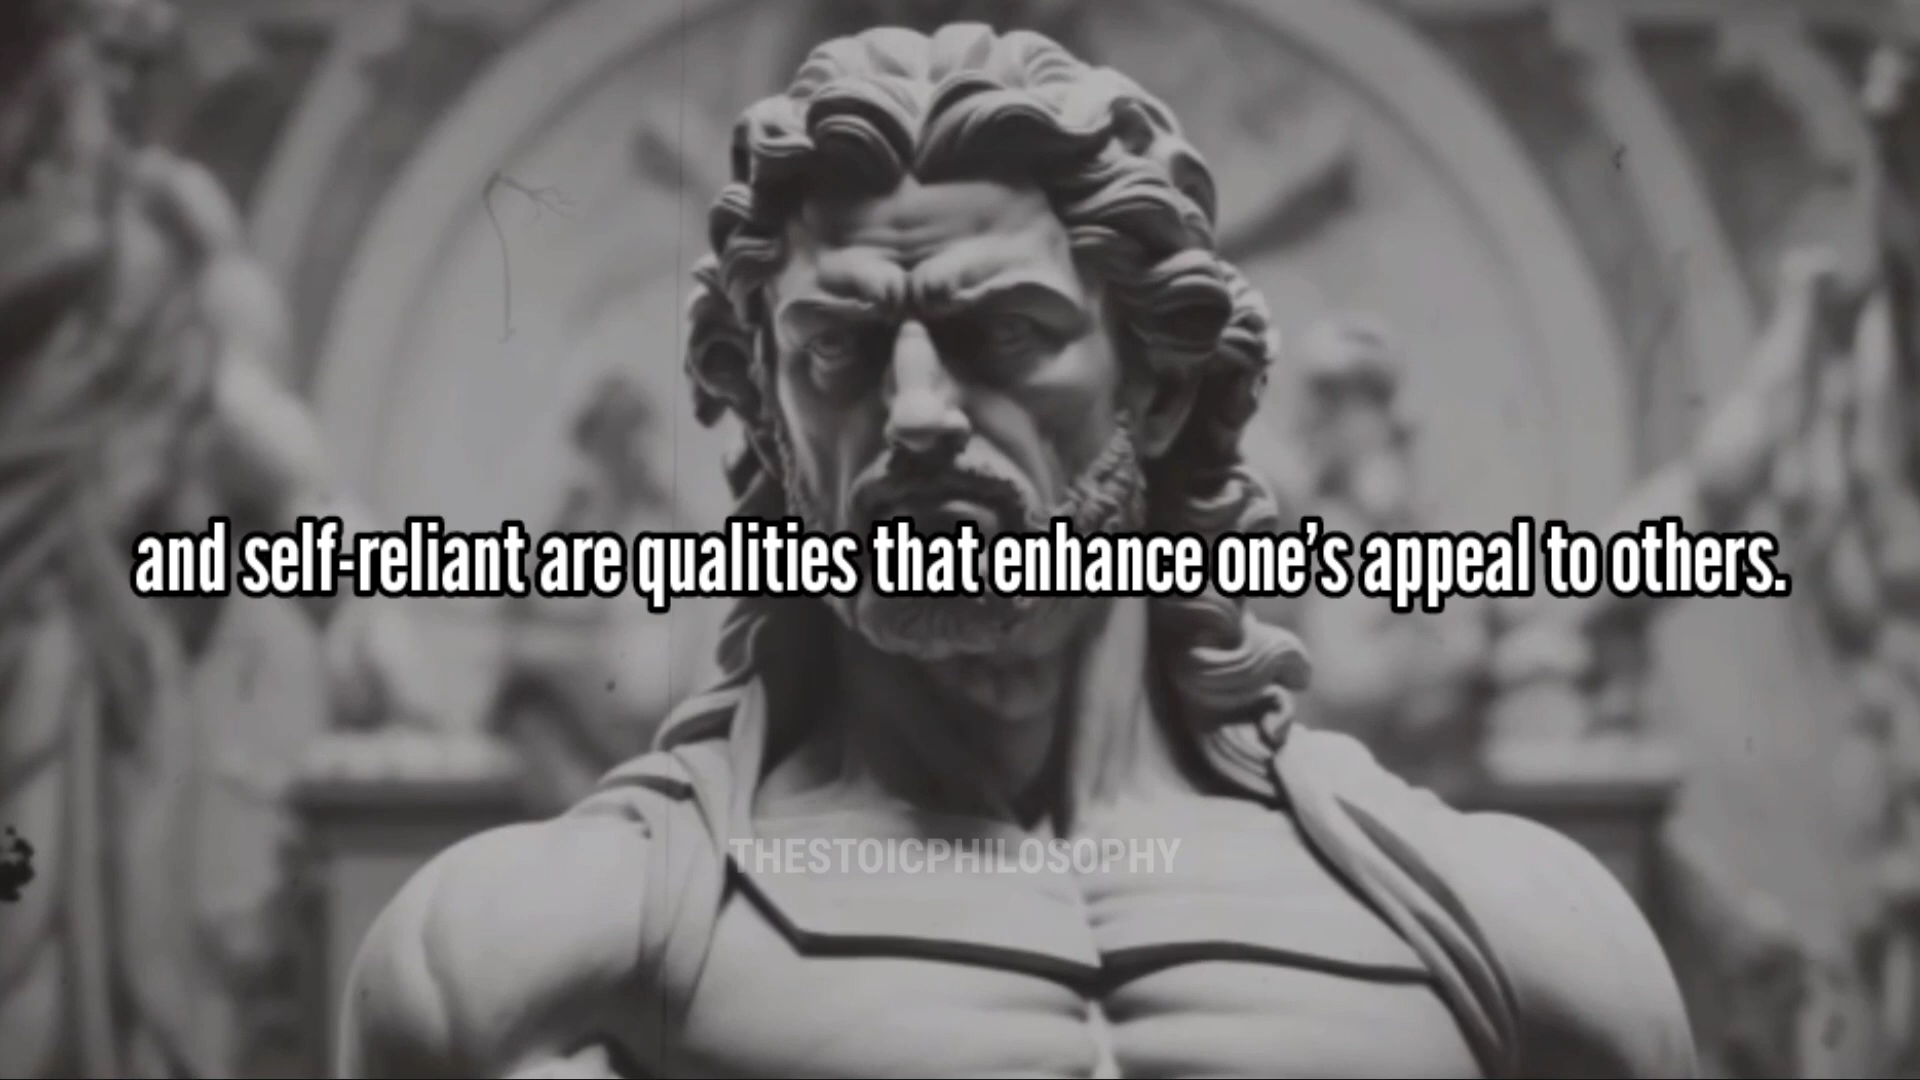 and self-reliant are qualities that enhance one’s appeal to others.
THESTOICPHILOSOPHY